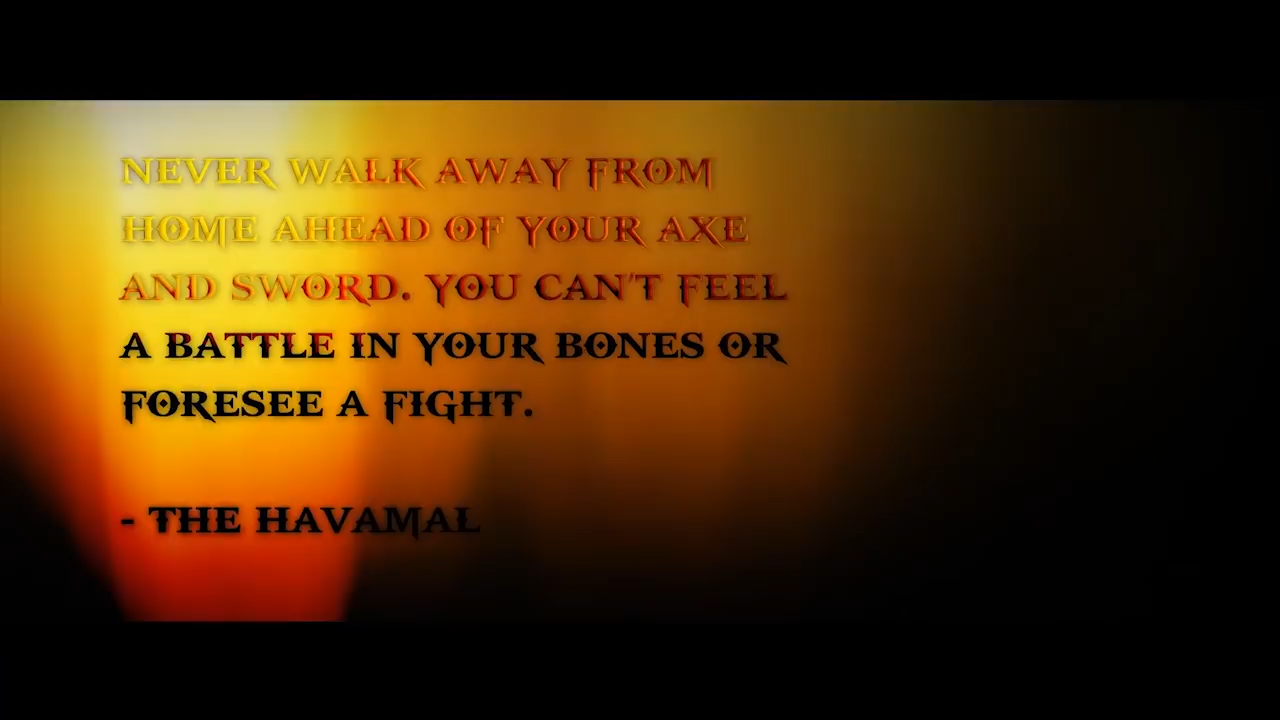 NEVER WALK AWAY FROM
HOME AHEAD OF YOUR AXE
AND SWORD. YOU CAN'T FEEL
A BATTLE IN YOUR BONES OR
FORESEE A FIGHT.
- THE HAVAMAL